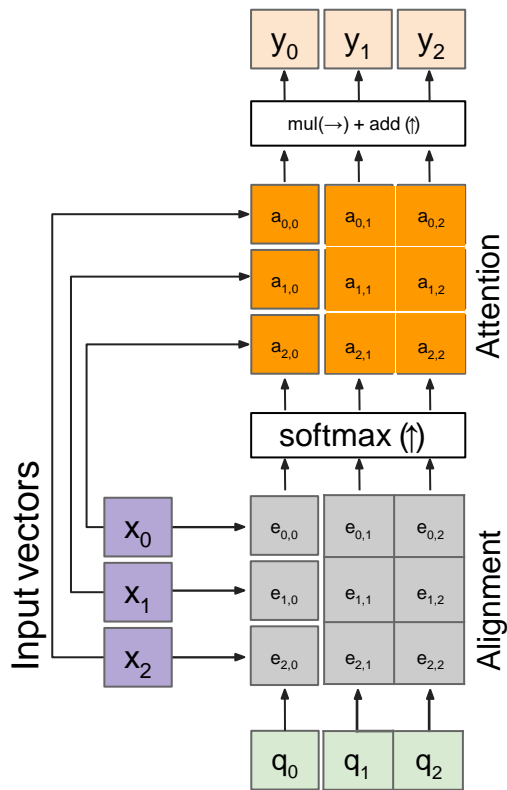 y0 y1 y2
mul(→) + add (↑)
a0,0 a0,1 a0,2
a1,0 a1,1 a1,2
a2,0 a2,1 a2,2
Attention
softmax (↑)
Input vectors
x0 e0,0 e0,1 e0,2
x1 e1,0 e1,1 e1,2
x2 e2,0 e2,1 e2,2
Alignment
q0 q1 q2